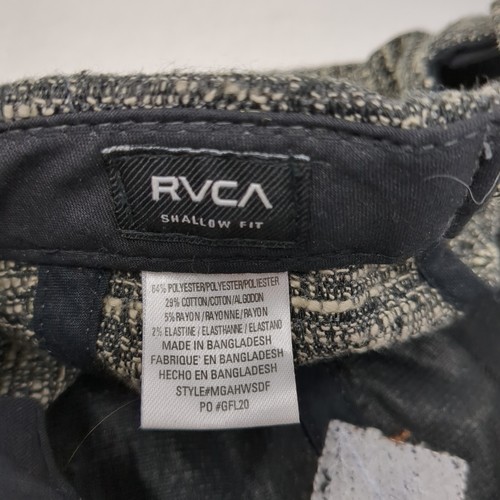 RVCA
SHALLOW FIT
64% POLYESTER/POLYESTER/POLIESTER
29% COTTON/COTON/ALGODON
5% RAYON/RAYONNE/RAYON
2% ELASTINE / ELASTHANNE / ELASTANO
MADE IN BANGLADESH
FABRIQUE' EN BANGLADESH
HECHO EN BANGLADESH
STYLE#MGAHWSDF
PO #GFL20